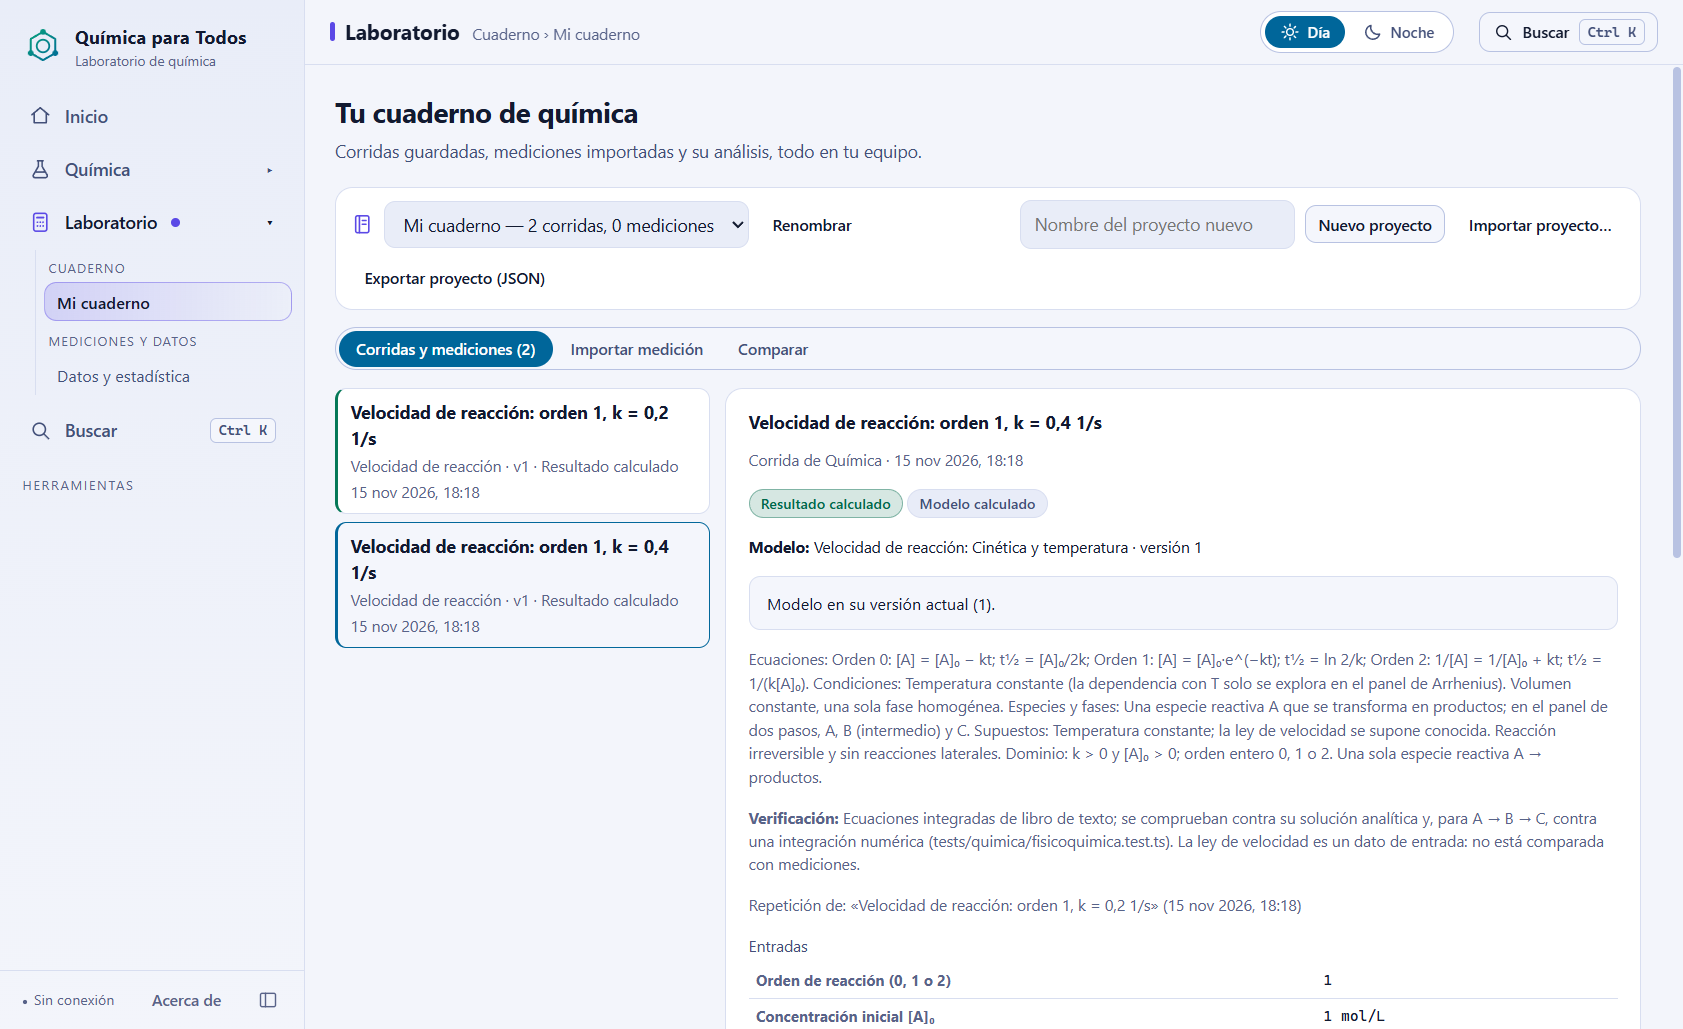 Química para Todos
Laboratorio de química
Inicio
Química
Laboratorio
CUADERNO
Mi cuaderno
MEDICIONES Y DATOS
Datos y estadística
Buscar
Ctrl K
HERRAMIENTAS
Sin conexión
Acerca de
Laboratorio
Cuaderno › Mi cuaderno
Día
Noche
Buscar
Ctrl K
Tu cuaderno de química
Corridas guardadas, mediciones importadas y su análisis, todo en tu equipo.
Mi cuaderno — 2 corridas, 0 mediciones
Renombrar
Nombre del proyecto nuevo
Nuevo proyecto
Importar proyecto...
Exportar proyecto (JSON)
Corridas y mediciones (2)
Importar medición
Comparar
Velocidad de reacción: orden 1, k = 0,2
1/s
Velocidad de reacción · v1 · Resultado calculado
15 nov 2026, 18:18
Velocidad de reacción: orden 1, k = 0,4
1/s
Velocidad de reacción · v1 · Resultado calculado
15 nov 2026, 18:18
Velocidad de reacción: orden 1, k = 0,4 1/s
Corrida de Química · 15 nov 2026, 18:18
Resultado calculado
Modelo calculado
Modelo: Velocidad de reacción: Cinética y temperatura · versión 1
Modelo en su versión actual (1).
Ecuaciones: Orden 0: [A] = [A]₀ − kt; t½ = [A]₀/2k; Orden 1: [A] = [A]₀·e^(−kt); t½ = ln 2/k; Orden 2: 1/[A] = 1/[A]₀ + kt; t½ =
1/(k[A]₀). Condiciones: Temperatura constante (la dependencia con T solo se explora en el panel de Arrhenius). Volumen
constante, una sola fase homogénea. Especies y fases: Una especie reactiva A que se transforma en productos; en el panel de
dos pasos, A, B (intermedio) y C. Supuestos: Temperatura constante; la ley de velocidad se supone conocida. Reacción
irreversible y sin reacciones laterales. Dominio: k > 0 y [A]₀ > 0; orden entero 0, 1 o 2. Una sola especie reactiva A →
productos.
Verificación: Ecuaciones integradas de libro de texto; se comprueban contra su solución analítica y, para A → B → C, contra
una integración numérica (tests/quimica/fisicoquimica.test.ts). La ley de velocidad es un dato de entrada: no está comparada
con mediciones.
Repetición de: «Velocidad de reacción: orden 1, k = 0,2 1/s» (15 nov 2026, 18:18)
Entradas
Orden de reacción (0, 1 o 2) 1
Concentración inicial [A]₀ 1 mol/L